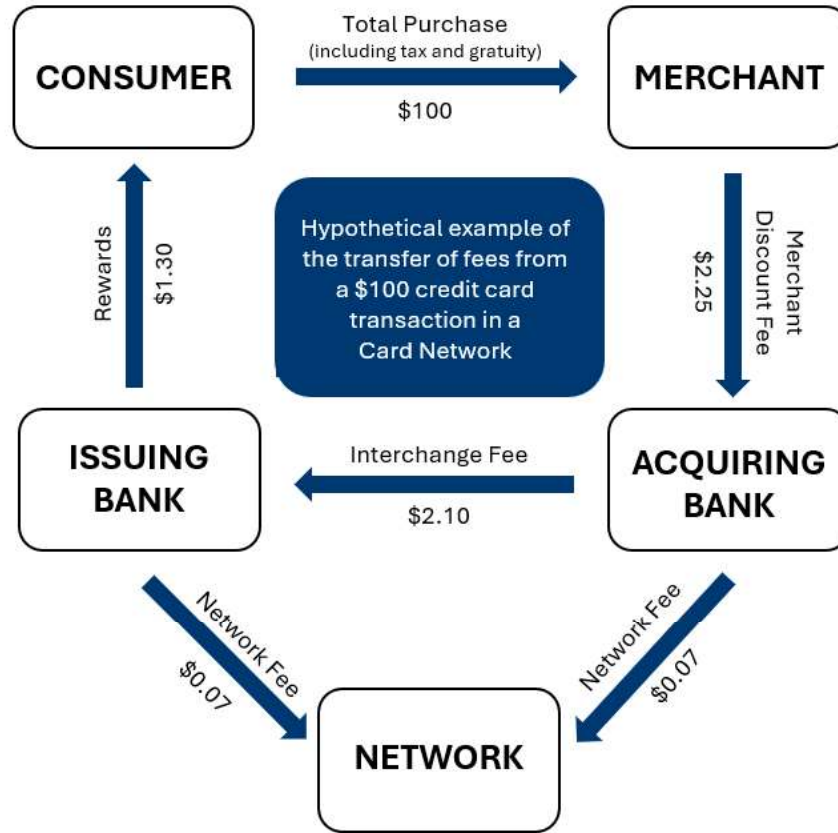 Total Purchase
(including tax and gratuity)
CONSUMER
MERCHANT
$100
Rewards
$1.30
Hypothetical example of
the transfer of fees from
a $100 credit card
transaction in a
Card Network
Merchant
Discount Fee
$2.25
ISSUING
BANK
Interchange Fee
$2.10
ACQUIRING
BANK
Network Fee
$0.07
Network Fee
$0.07
NETWORK